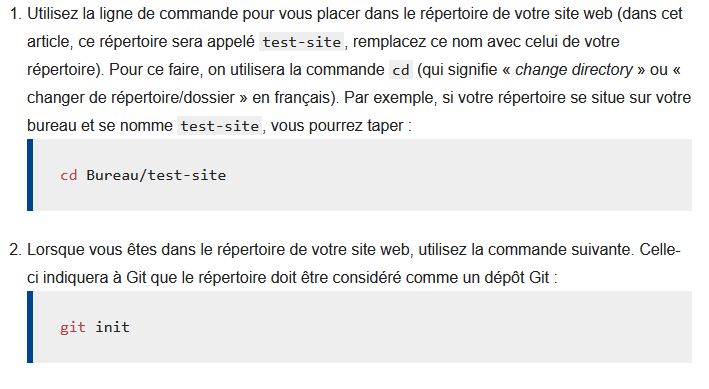 1. Utilisez la ligne de commande pour vous placer dans le répertoire de votre site web (dans cet
article, ce répertoire sera appelé test-site, remplacez ce nom avec celui de votre
répertoire). Pour ce faire, on utilisera la commande cd (qui signifie « change directory » ou «
changer de répertoire/dossier » en français). Par exemple, si votre répertoire se situe sur votre
bureau et se nomme test-site, vous pourrez taper :
cd Bureau/test-site
2. Lorsque vous êtes dans le répertoire de votre site web, utilisez la commande suivante. Celle-
ci indiquera à Git que le répertoire doit être considéré comme un dépôt Git :
git init